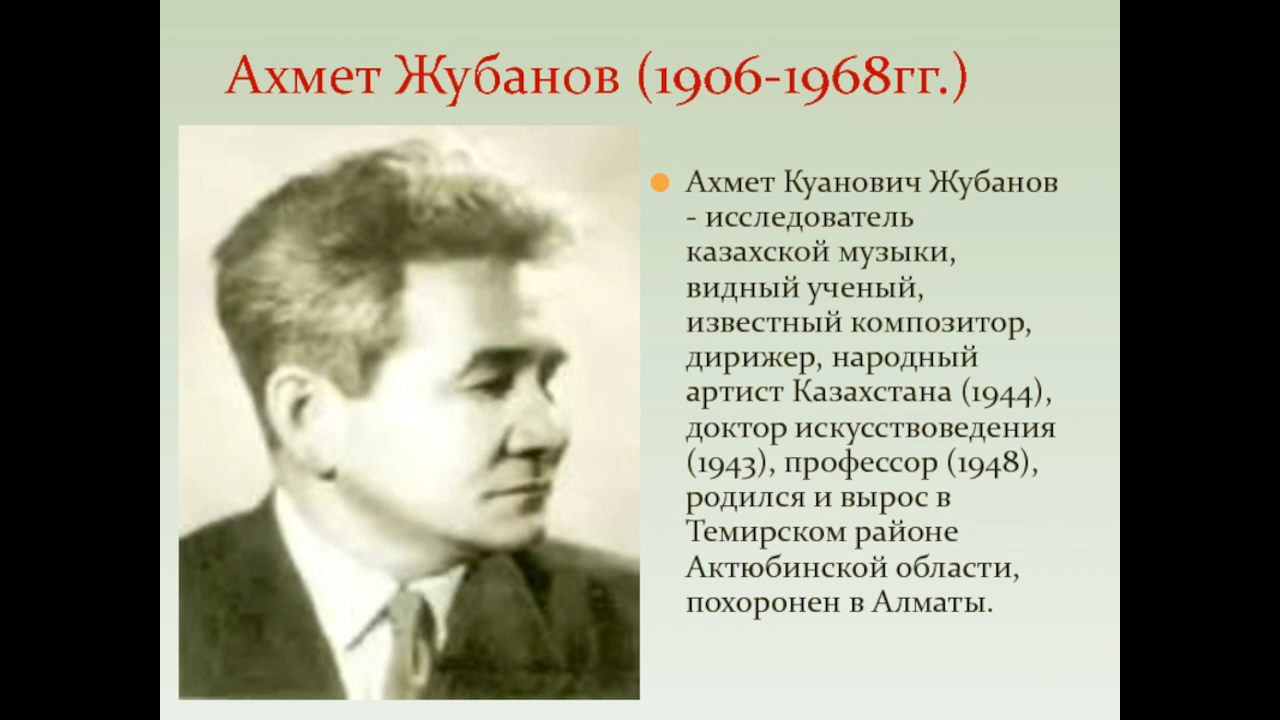 Ахмет Жубанов (1906-1968гг.)
Ахмет Куанович Жубанов
- исследователь
казахской музыки,
видный ученый,
известный композитор,
дирижер, народный
артист Казахстана (1944),
доктор искусствоведения
(1943), профессор (1948),
родился и вырос в
Темирском районе
Актюбинской области,
похоронен в Алматы.